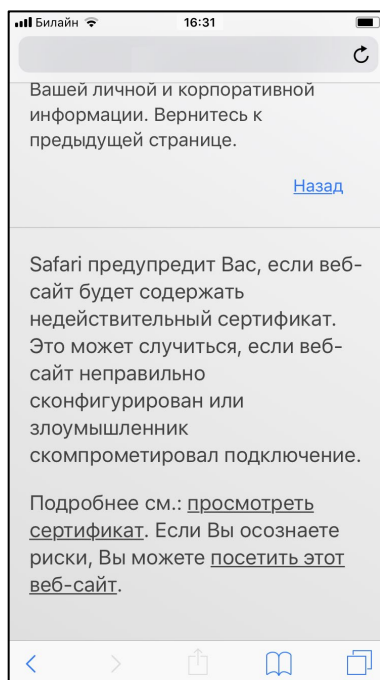 Билайн 16:31
Вашей личной и корпоративной
информации. Вернитесь к
предыдущей странице.
Назад
Safari предупредит Вас, если веб-
сайт будет содержать
недействительный сертификат.
Это может случиться, если веб-
сайт неправильно
сконфигурирован или
злоумышленник
скомпрометировал подключение.
Подробнее см.: просмотреть
сертификат. Если Вы осознаете
риски, Вы можете посетить этот
веб-сайт.